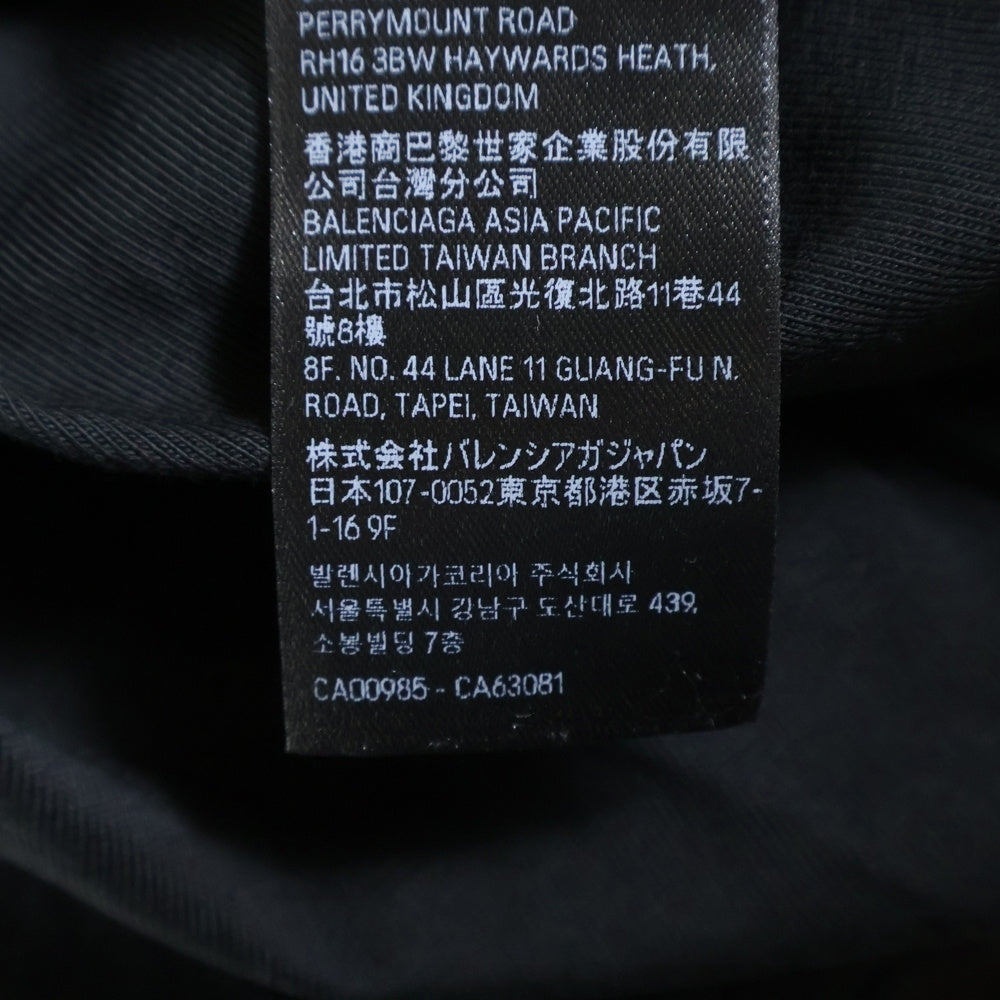 PERRYMOUNT ROAD
RH16 3BW HAYWARDS HEATH,
UNITED KINGDOM
香港商巴黎世家企業股份有限
公司台灣分公司
BALENCIAGA ASIA PACIFIC
LIMITED TAIWAN BRANCH
台北市松山區光復北路11巷44
號8樓
8F. NO. 44 LANE 11 GUANG-FU N.
ROAD, TAPEI, TAIWAN
株式会社バレンシアガジャパン
日本107-0052東京都港区赤坂7-
1-16 9F
발렌시아가코리아 주식회사
서울특별시 강남구 도산대로 439,
소봉빌딩 7층
CA00985 - CA63081